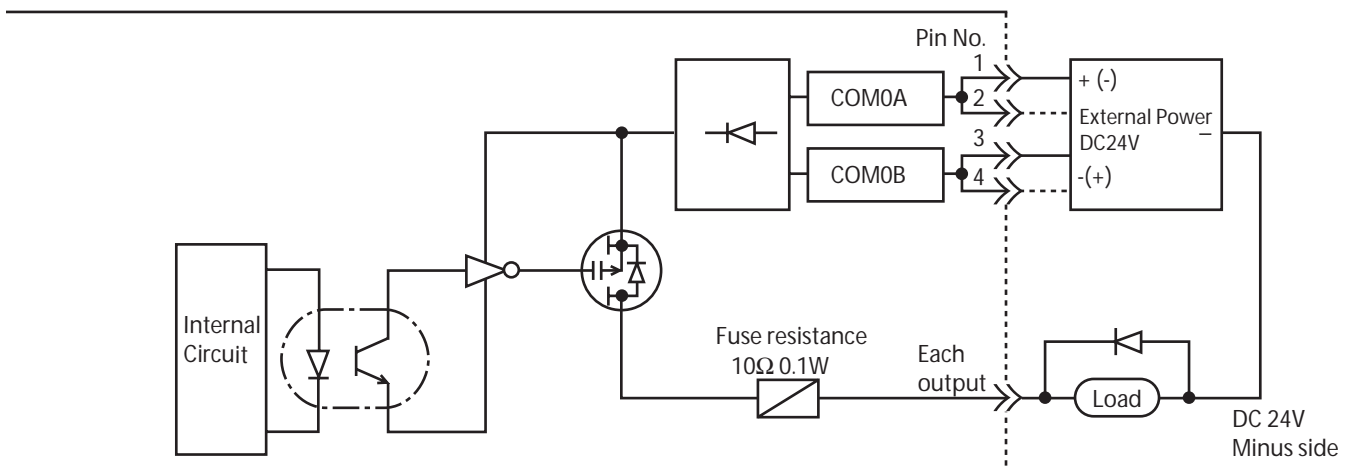 Pin No.
1
2
3
4
COM0A
COM0B
+ (-)
External Power
DC24V
−
-(+)
Internal
Circuit
Fuse resistance
10Ω 0.1W
Each
output
Load
DC 24V
Minus side